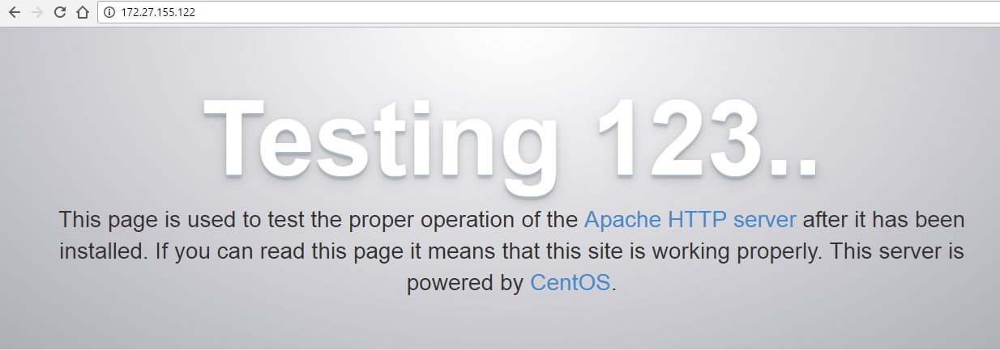 172.27.155.122
Testing 123..
This page is used to test the proper operation of the Apache HTTP server after it has been
installed. If you can read this page it means that this site is working properly. This server is
powered by CentOS.